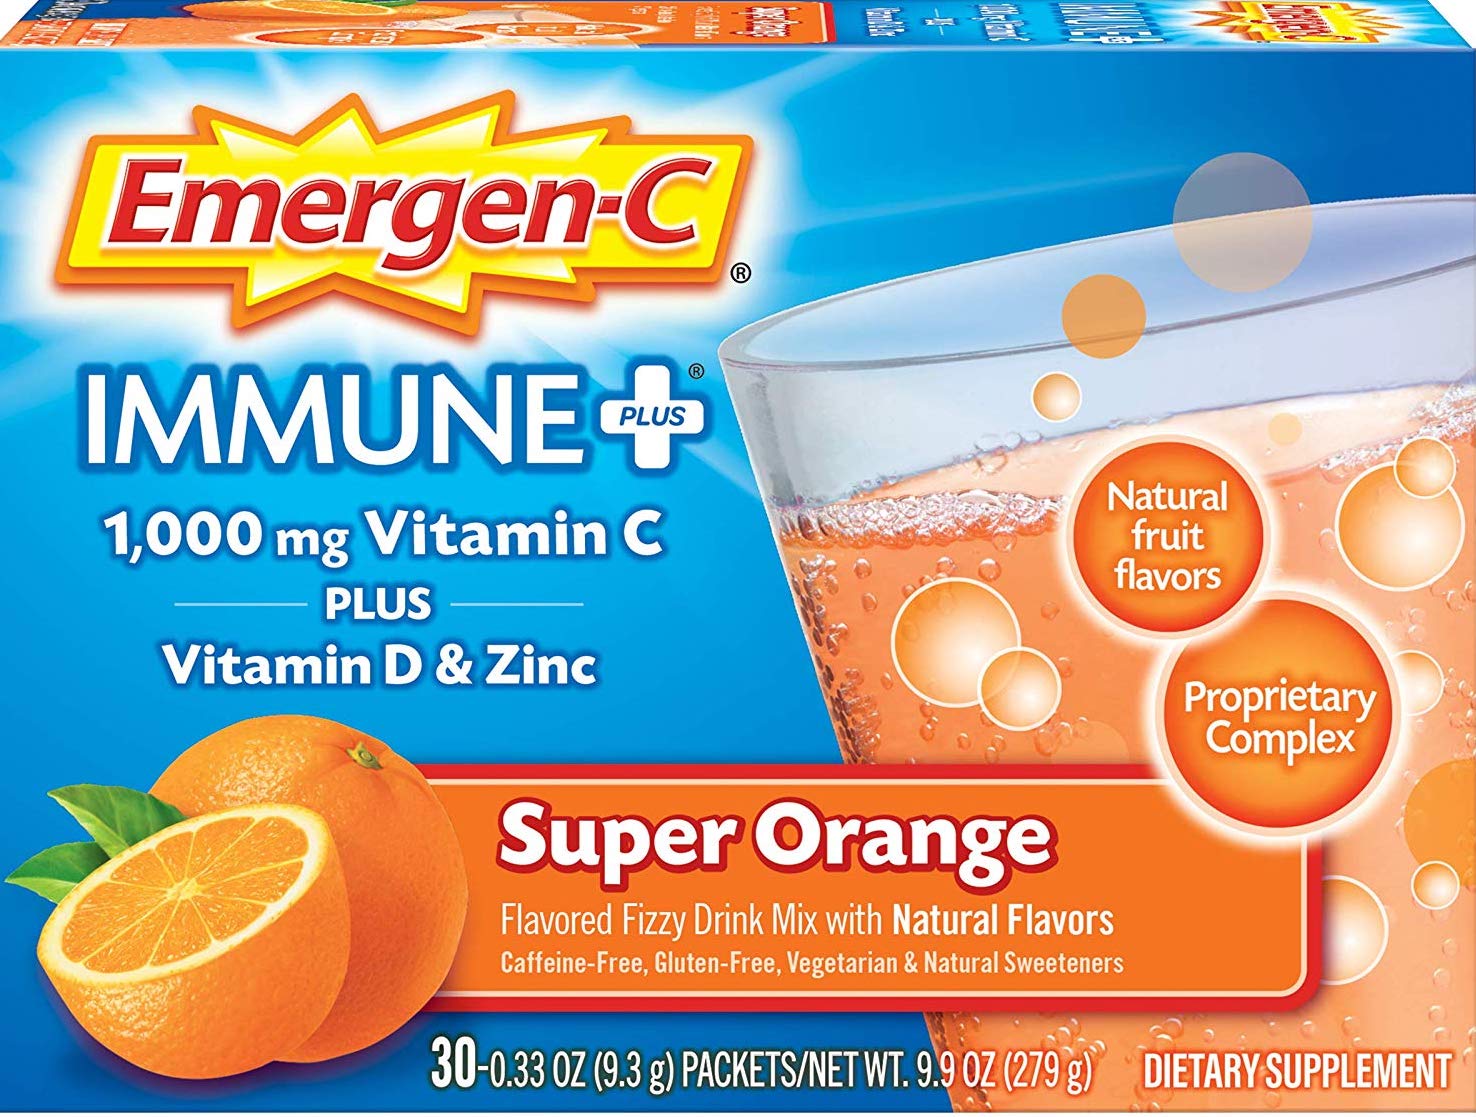 Emergen-C®
IMMUNE PLUS®
1,000 mg Vitamin C
PLUS
Vitamin D & Zinc
Natural
fruit
flavors
Proprietary
Complex
Super Orange
Flavored Fizzy Drink Mix with Natural Flavors
Caffeine-Free, Gluten-Free, Vegetarian & Natural Sweeteners
30-0.33 OZ (9.3 g) PACKETS/NET WT. 9.9 OZ (279 g)
DIETARY SUPPLEMENT